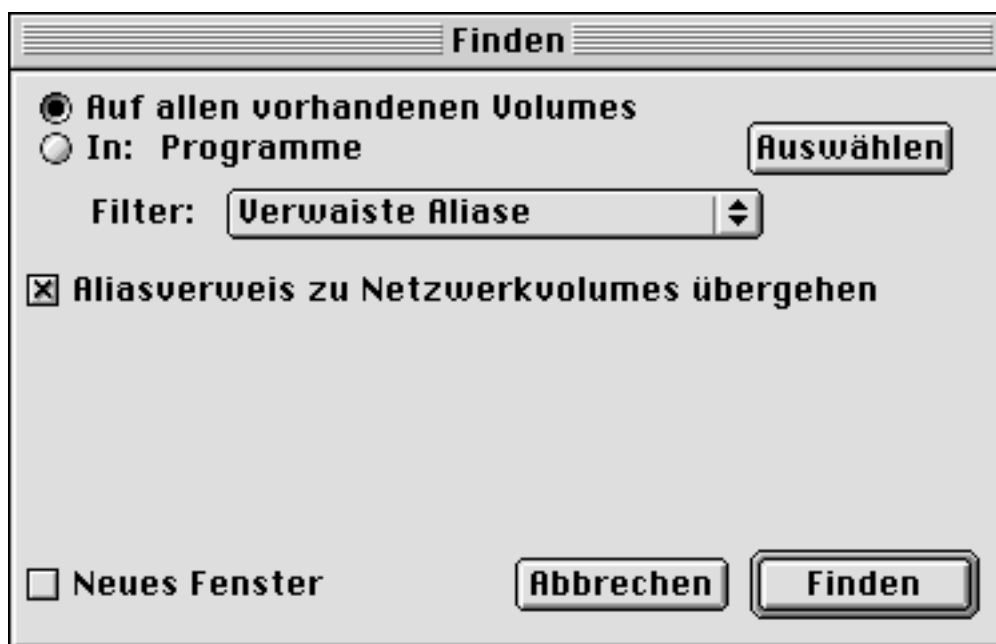 Finden
Auf allen vorhandenen Volumes
In: Programme
Auswählen
Filter: Verwaiste Aliase
Aliasverweis zu Netzwerkvolumes übergehen
Neues Fenster
Abbrechen
Finden